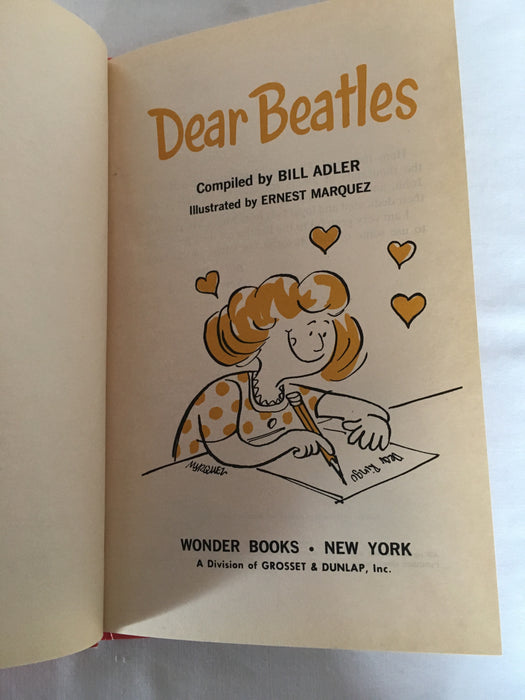 Dear Beatles
Compiled by BILL ADLER
Illustrated by ERNEST MARQUEZ
Dear Ringo
MARQUEZ
WONDER BOOKS • NEW YORK
A Division of GROSSET & DUNLAP, Inc.